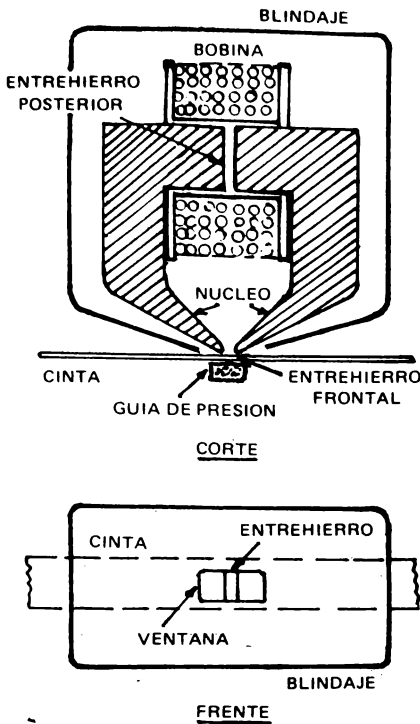 BLINDAJE
BOBINA
ENTREHIERRO
POSTERIOR
NUCLEO
CINTA
ENTREHIERRO
FRONTAL
GUIA DE PRESION
CORTE
CINTA
ENTREHIERRO
VENTANA
BLINDAJE
FRENTE